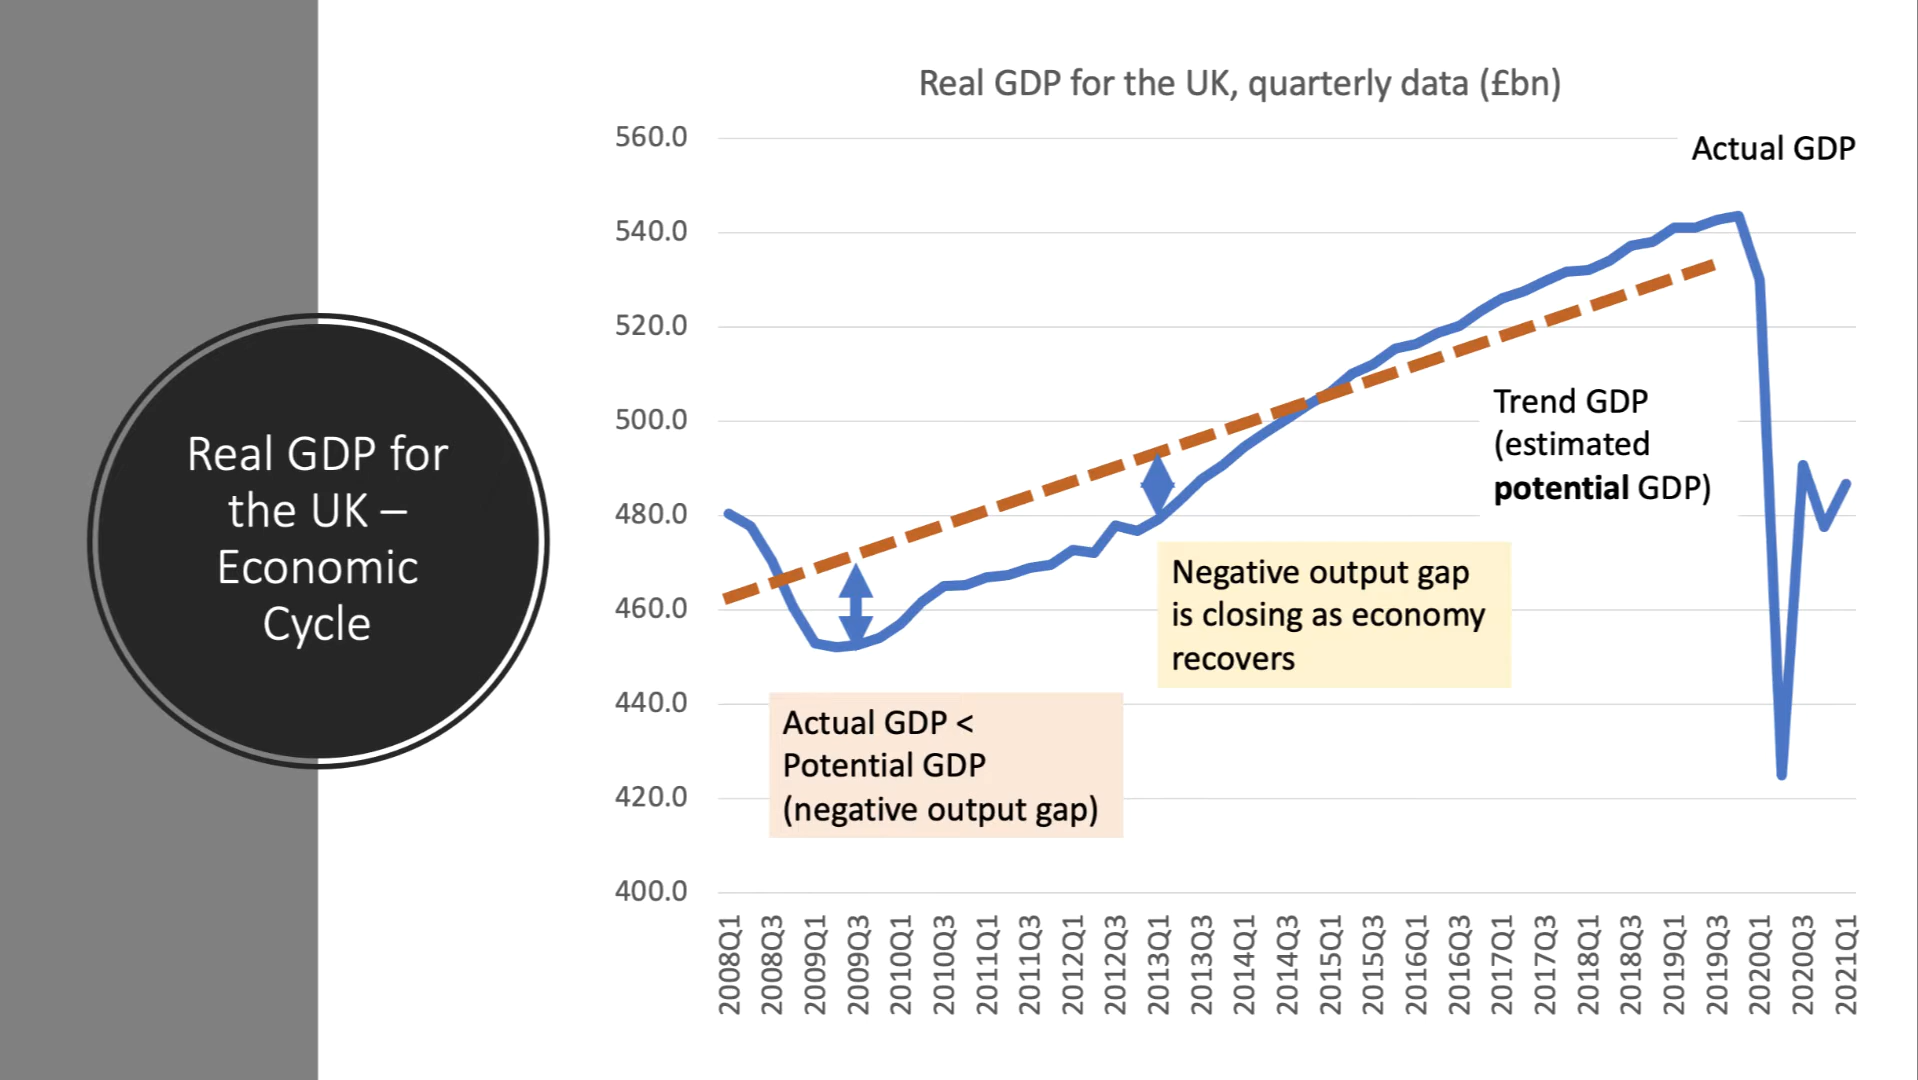 Real GDP for
the UK –
Economic
Cycle
Real GDP for the UK, quarterly data (£bn)
560.0
540.0
520.0
500.0
480.0
460.0
440.0
420.0
400.0
Actual GDP
Trend GDP
(estimated
potential GDP)
Negative output gap
is closing as economy
recovers
Actual GDP <
Potential GDP
(negative output gap)
2008Q1
2008Q3
2009Q1
2009Q3
2010Q1
2010Q3
2011Q1
2011Q3
2012Q1
2012Q3
2013Q1
2013Q3
2014Q1
2014Q3
2015Q1
2015Q3
2016Q1
2016Q3
2017Q1
2017Q3
2018Q1
2018Q3
2019Q1
2019Q3
2020Q1
2020Q3
2021Q1